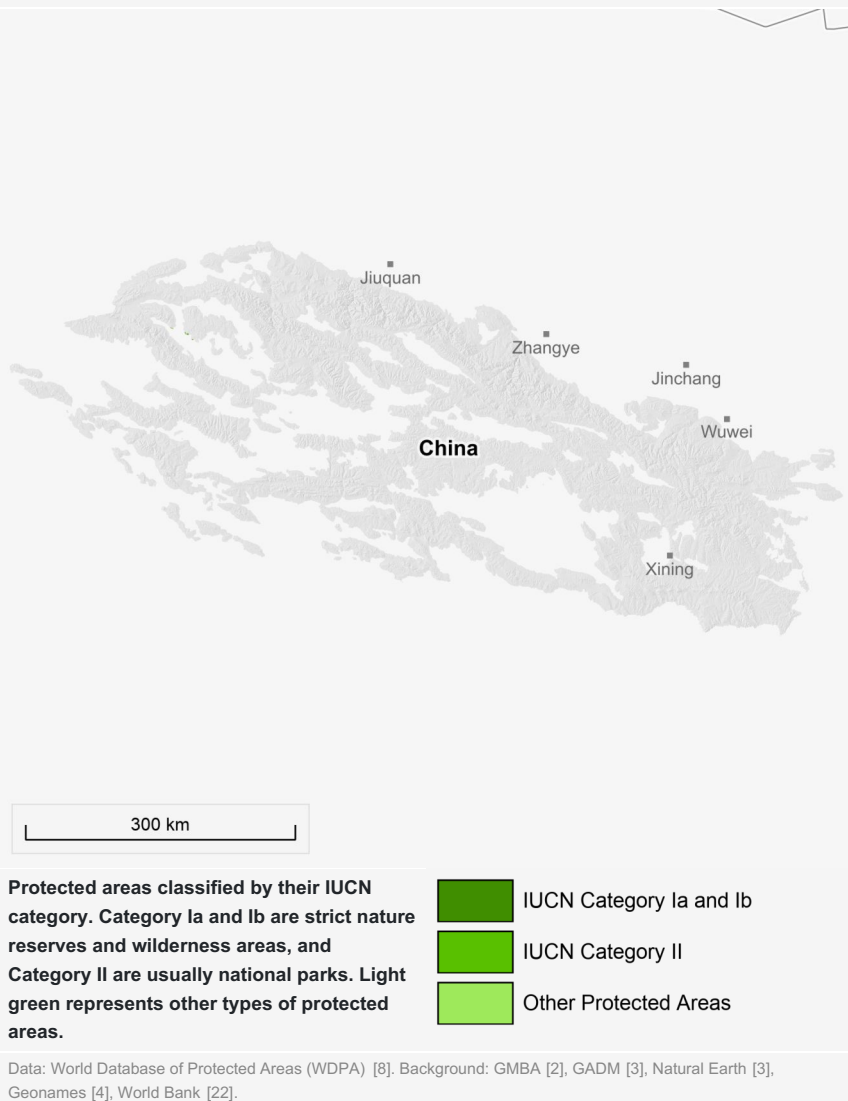 Jiuquan
Zhangye
Jinchang
Wuwei
China
Xining
300 km
Protected areas classified by their IUCN
category. Category Ia and Ib are strict nature
reserves and wilderness areas, and
Category II are usually national parks. Light
green represents other types of protected
areas.
IUCN Category Ia and Ib
IUCN Category II
Other Protected Areas
Data: World Database of Protected Areas (WDPA) [8]. Background: GMBA [2], GADM [3], Natural Earth [3],
Geonames [4], World Bank [22].